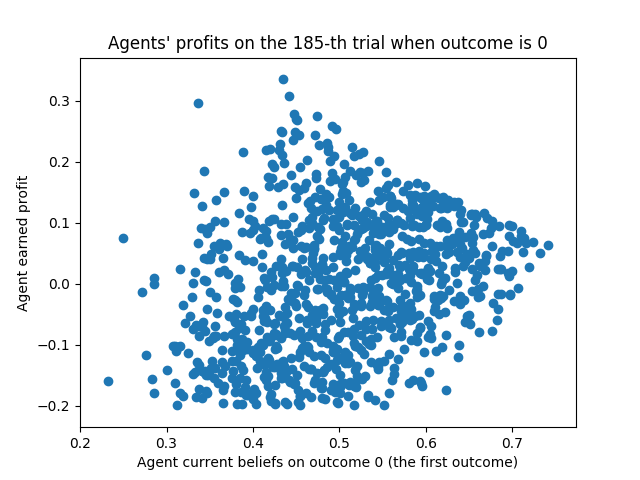 Agents' profits on the 185-th trial when outcome is 0
0.3
0.2
0.1
0.0
−0.1
−0.2
Agent earned profit
0.2 0.3 0.4 0.5 0.6 0.7
Agent current beliefs on outcome 0 (the first outcome)